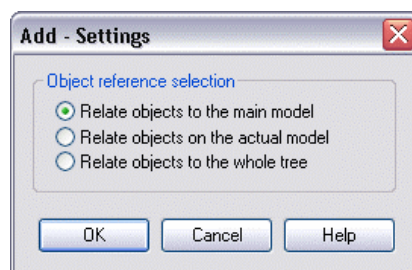 Add - Settings
Object reference selection
Relate objects to the main model
Relate objects on the actual model
Relate objects to the whole tree
OK Cancel Help